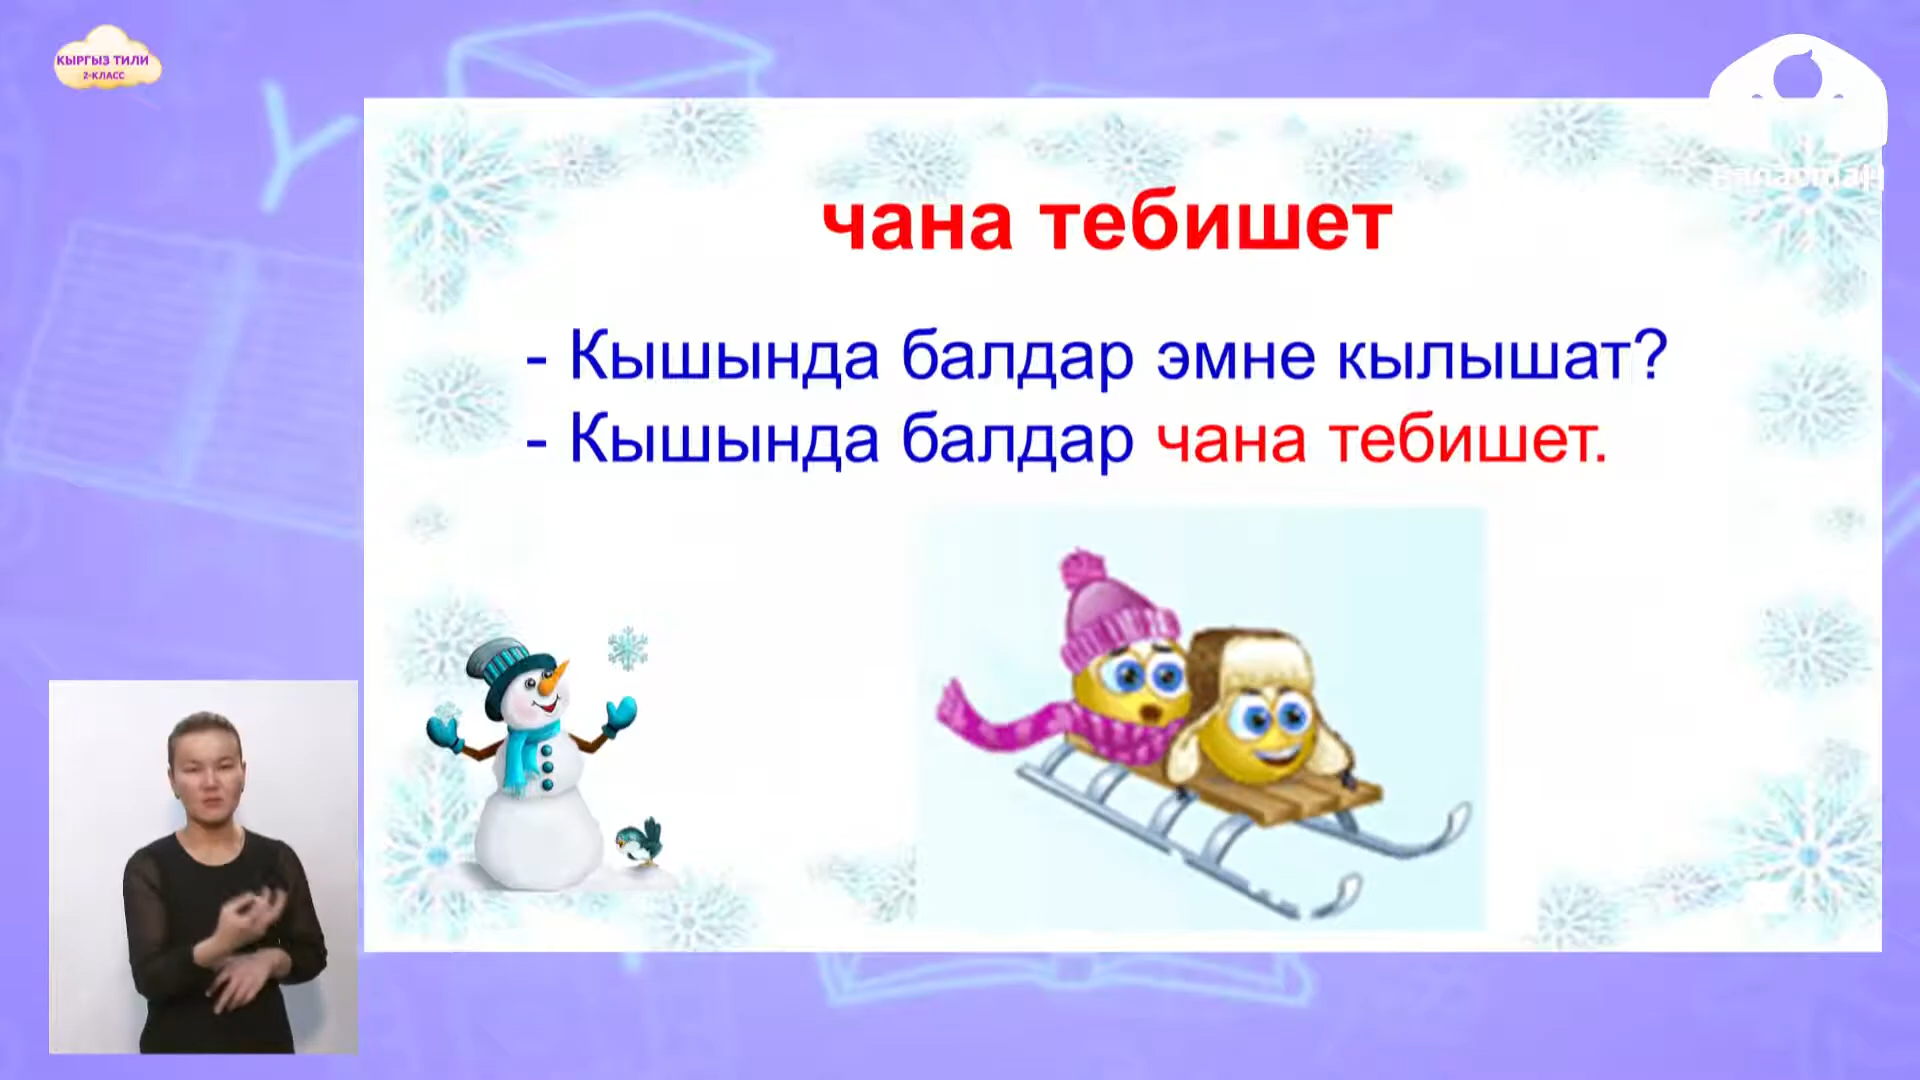 КЫРГЫЗ ТИЛИ
2-КЛАСС
чана тебишет
- Кышында балдар эмне кылышат?
- Кышында балдар чана тебишет.